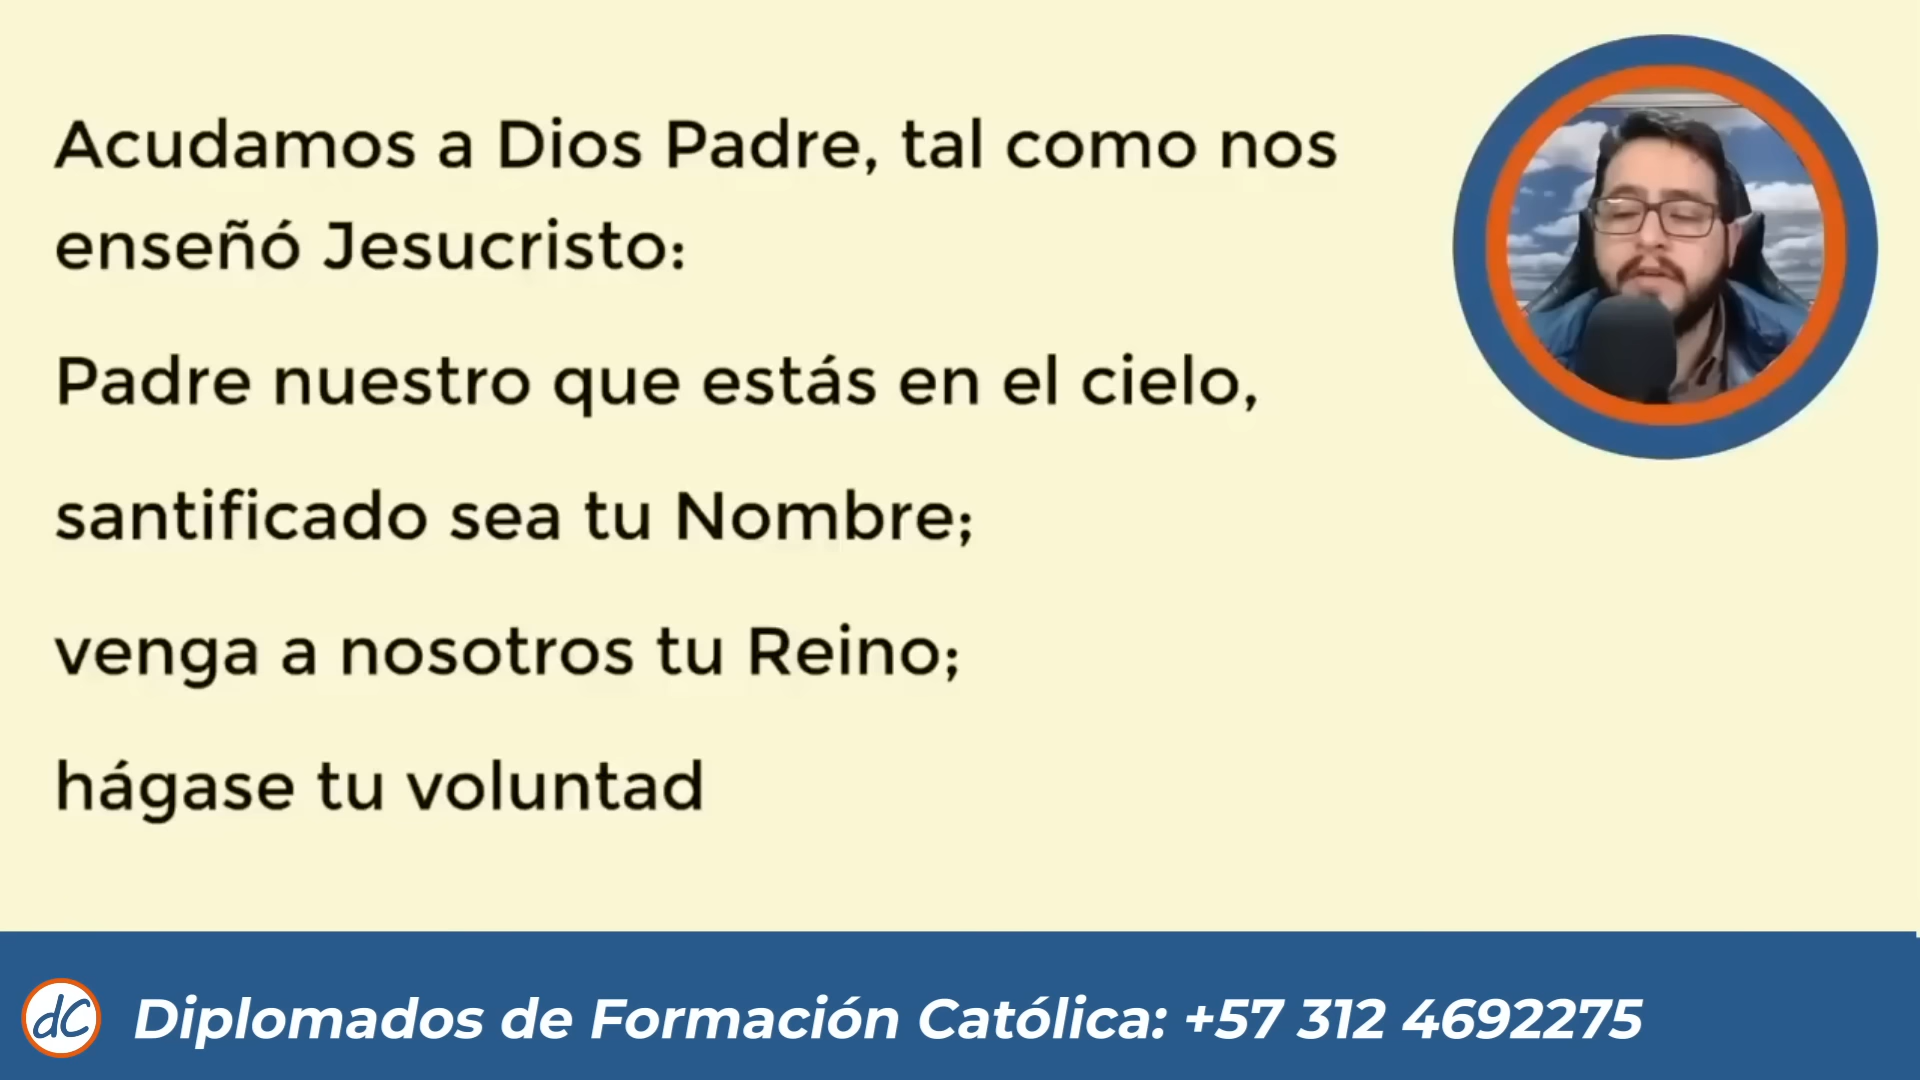 Acudamos a Dios Padre, tal como nos
enseñó Jesucristo:
Padre nuestro que estás en el cielo,
santificado sea tu Nombre;
venga a nosotros tu Reino;
hágase tu voluntad
dC
Diplomados de Formación Católica: +57 312 4692275